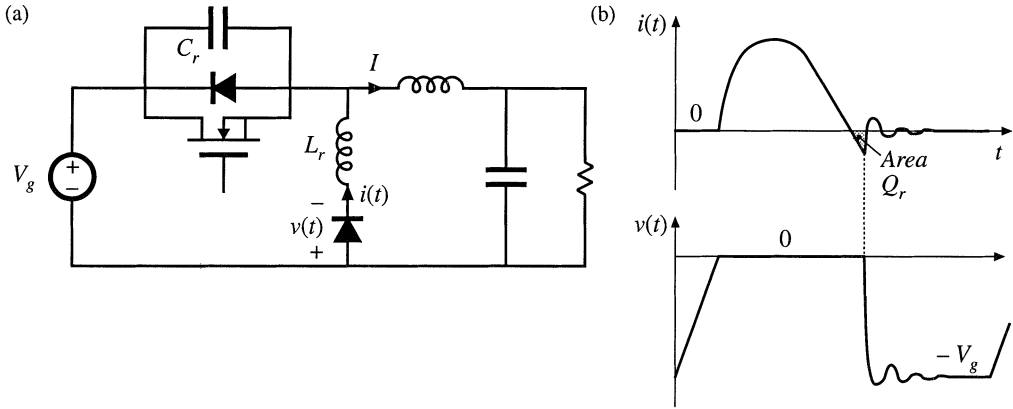 (a)
C_r
I
L_r
V_g
+
−
−
i(t)
v(t)
+
(b)
i(t)
0
t
Area
Q_r
v(t)
0
− V_g